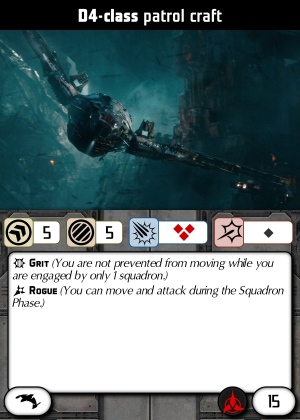 D4-class patrol craft
5 5
GRIT (You are not prevented from moving while you
are engaged by only 1 squadron.)
ROGUE (You can move and attack during the Squadron
Phase.)
15